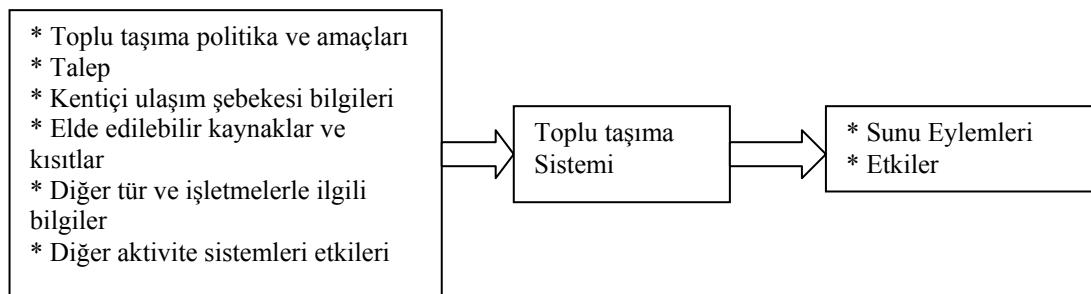 * Toplu taşıma politika ve amaçları
* Talep
* Kentiçi ulaşım şebekesi bilgileri
* Elde edilebilir kaynaklar ve
kısıtlar
* Diğer tür ve işletmelerle ilgili
bilgiler
* Diğer aktivite sistemleri etkileri
Toplu taşıma
Sistemi
* Sunu Eylemleri
* Etkiler